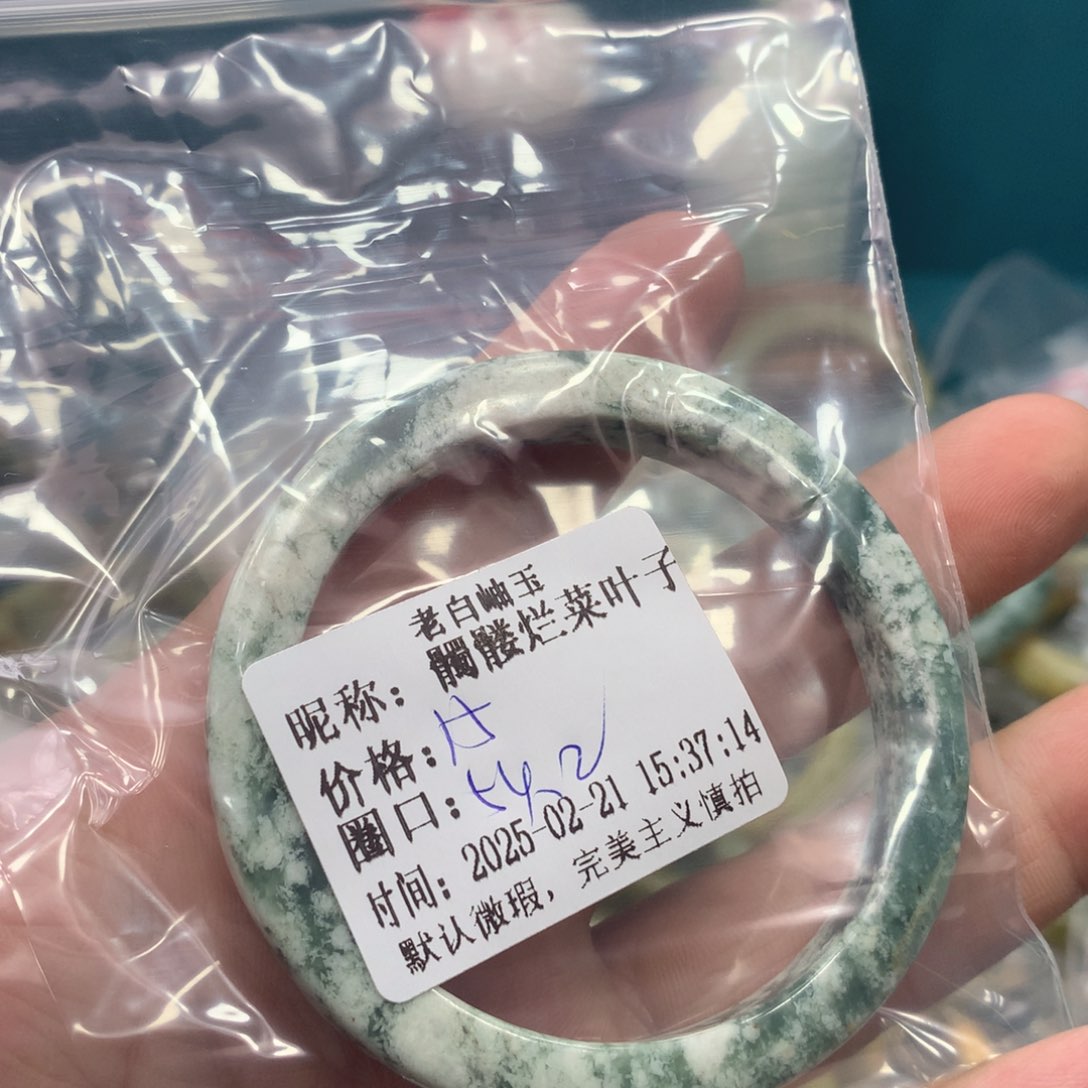 老白岫玉
昵称：髑髅烂菜叶子
价格：
圈口：54.2
时间：2025-02-21 15:37:14
默认微瑕，完美主义慎拍